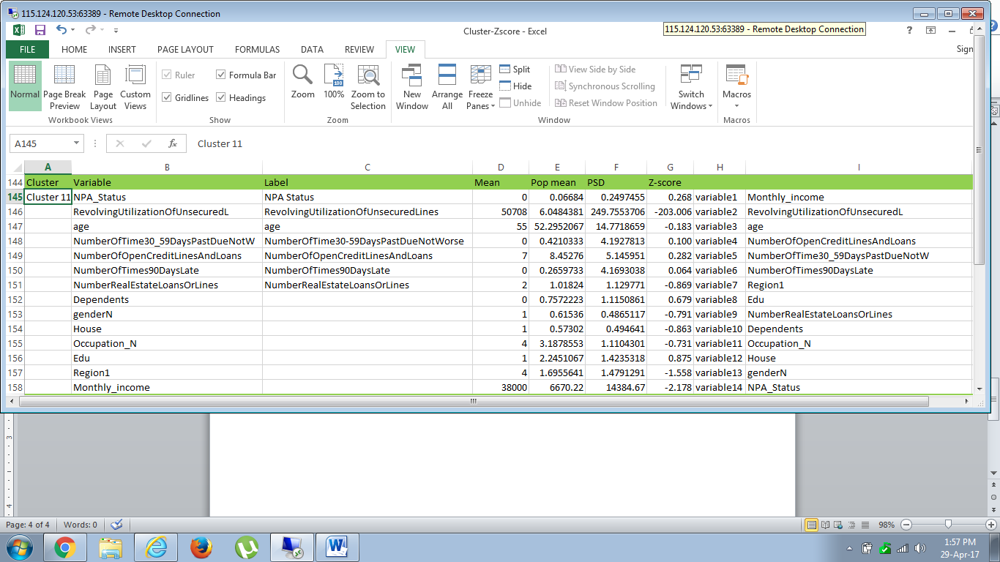 115.124.120.53:63389 - Remote Desktop Connection
Cluster-Zscore - Excel
115.124.120.53:63389 - Remote Desktop Connection
?
FILE HOME INSERT PAGE LAYOUT FORMULAS DATA REVIEW VIEW Sign
Normal Page Break Preview Page Layout Custom Views
Workbook Views
Ruler Formula Bar
Gridlines Headings
Show
Zoom 100% Zoom to Selection
Zoom
New Window Arrange All Freeze Panes
Split
Hide
Unhide
View Side by Side
Synchronous Scrolling
Reset Window Position
Window
Switch Windows
Macros
Macros
A145 fx Cluster 11
A B C D E F G H I
144 Cluster Variable Label Mean Pop mean PSD Z-score
145 Cluster 11 NPA_Status NPA Status 0 0.06684 0.2497455 0.268 variable1 Monthly_income
146 RevolvingUtilizationOfUnsecuredL RevolvingUtilizationOfUnsecuredLines 50708 6.0484381 249.7553706 -203.006 variable2 RevolvingUtilizationOfUnsecuredL
147 age age 55 52.2952067 14.7718659 -0.183 variable3 age
148 NumberOfTime30_59DaysPastDueNotW NumberOfTime30-59DaysPastDueNotWorse 0 0.4210333 4.1927813 0.100 variable4 NumberOfOpenCreditLinesAndLoans
149 NumberOfOpenCreditLinesAndLoans NumberOfOpenCreditLinesAndLoans 7 8.45276 5.145951 0.282 variable5 NumberOfTime30_59DaysPastDueNotW
150 NumberOfTimes90DaysLate NumberOfTimes90DaysLate 0 0.2659733 4.1693038 0.064 variable6 NumberOfTimes90DaysLate
151 NumberRealEstateLoansOrLines NumberRealEstateLoansOrLines 2 1.01824 1.129771 -0.869 variable7 Region1
152 Dependents 0 0.7572223 1.1150861 0.679 variable8 Edu
153 genderN 1 0.61536 0.4865117 -0.791 variable9 NumberRealEstateLoansOrLines
154 House 1 0.57302 0.494641 -0.863 variable10 Dependents
155 Occupation_N 4 3.1878553 1.1104301 -0.731 variable11 Occupation_N
156 Edu 1 2.2451067 1.4235318 0.875 variable12 House
157 Region1 4 1.6955641 1.4791291 -1.558 variable13 genderN
158 Monthly_income 38000 6670.22 14384.67 -2.178 variable14 NPA_Status
3
4
Page: 4 of 4 Words: 0 98%
1:57 PM
29-Apr-17